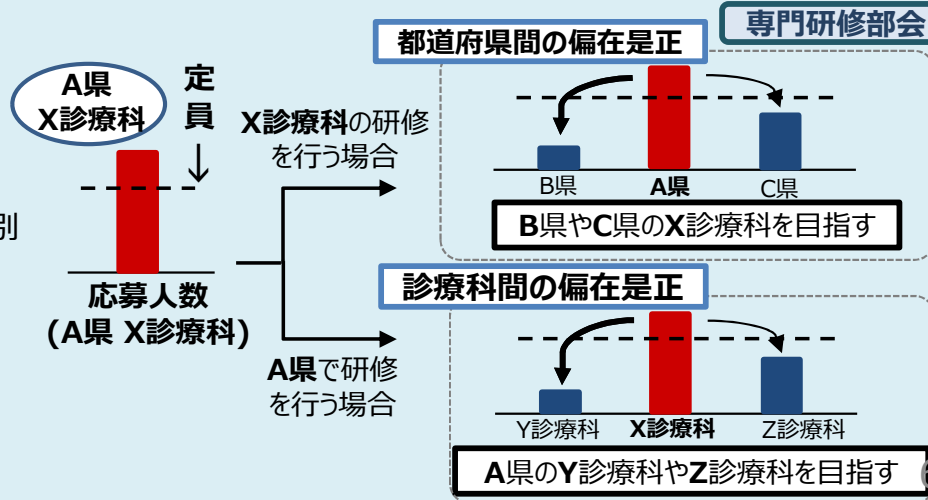 専門研修部会
都道府県間の偏在是正
A県
X診療科
定
員
X診療科の研修
を行う場合
B県
A県
C県
B県やC県のX診療科を目指す
別
応募人数
(A県 X診療科)
診療科間の偏在是正
A県で研修
を行う場合
Y診療科
X診療科
Z診療科
A県のY診療科やZ診療科を目指す